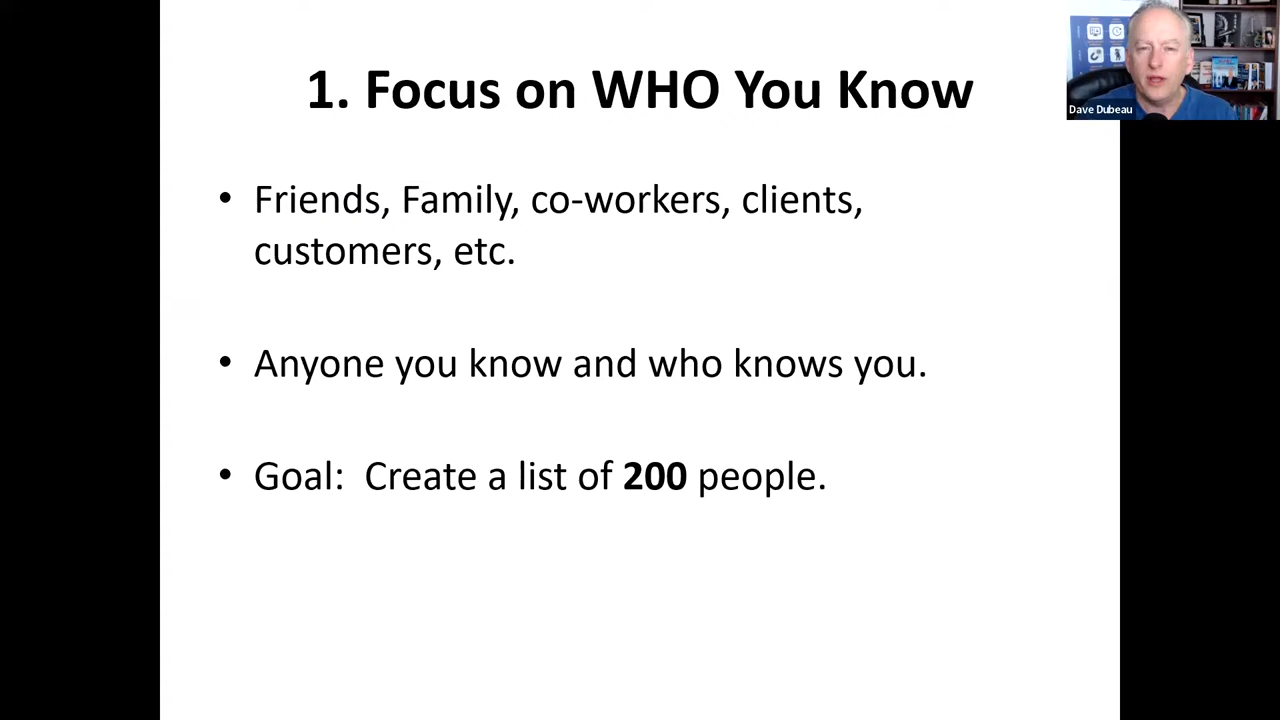 1. Focus on WHO You Know
Dave Dubeau
• Friends, Family, co-workers, clients,
customers, etc.
• Anyone you know and who knows you.
• Goal:  Create a list of 200 people.